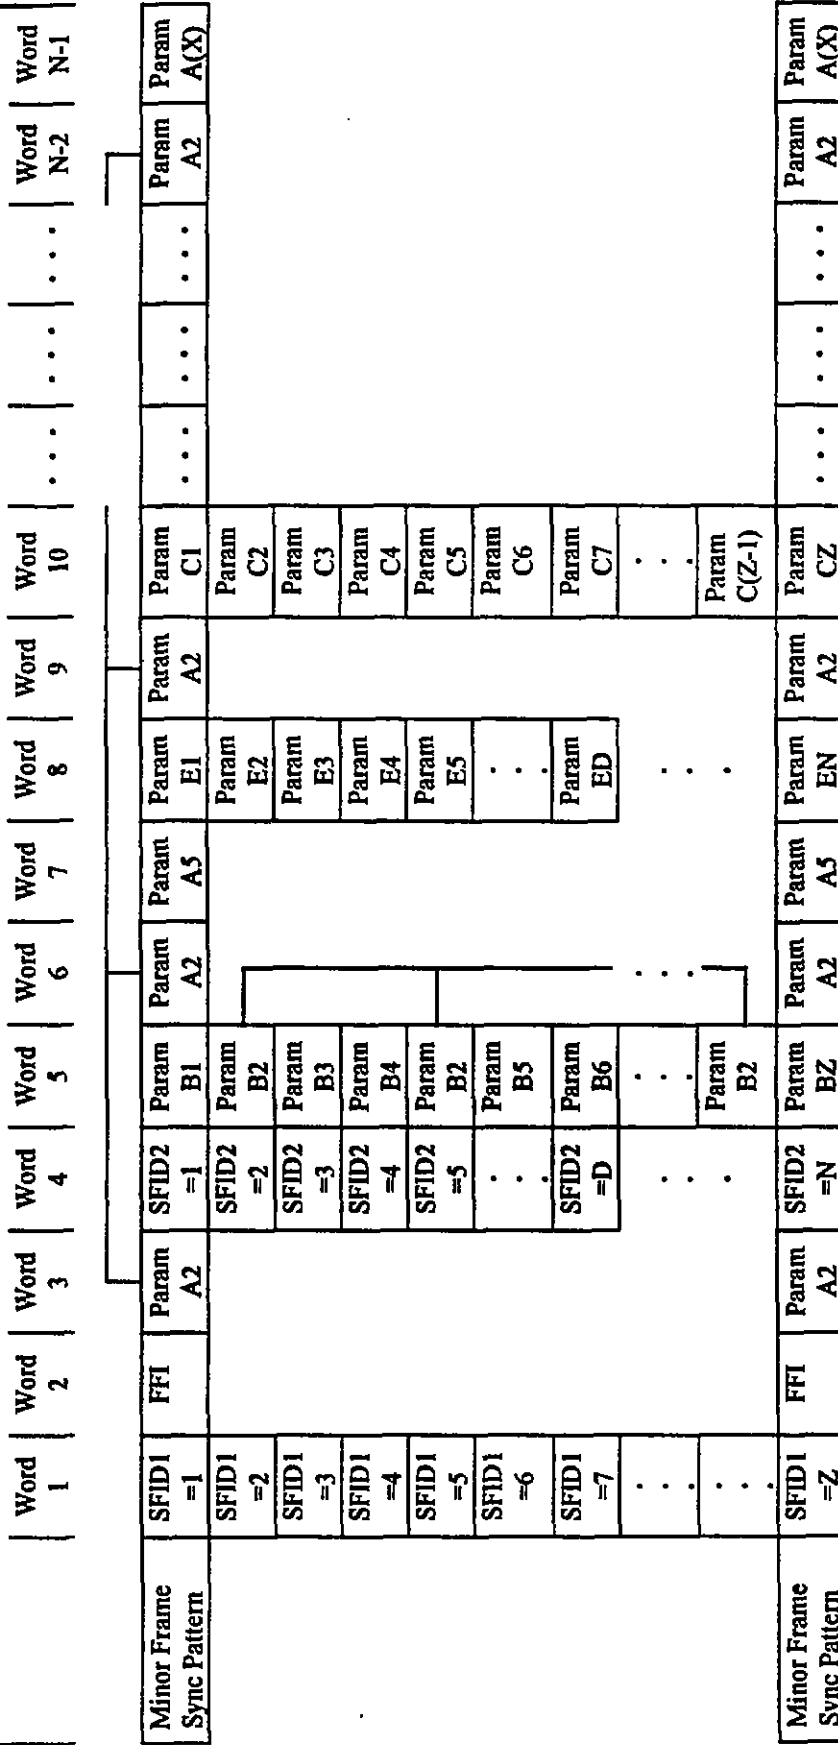 Word 1 Word 2 Word 3 Word 4 Word 5 Word 6 Word 7 Word 8 Word 9 Word 10 . . . . . . . . . . Word N-2 Word N-1
Minor Frame Sync Pattern SFID1 =1 FFI Param A2 SFID2 =1 Param B1 Param A2 Param A5 Param E1 Param A2 Param C1 . . . . . . . . . . Param A2 Param A(X)
SFID1 =2 SFID2 =2 Param B2 Param E2 Param C2
SFID1 =3 SFID2 =3 Param B3 Param E3 Param C3
SFID1 =4 SFID2 =4 Param B4 Param E4 Param C4
SFID1 =5 SFID2 =5 Param B2 Param E5 Param C5
SFID1 =6 . . . Param B5 . . . Param C6
SFID1 =7 SFID2 =D Param B6 Param ED Param C7
. . . . . . . . . . . . . . . . . .
. . . Param B2 Param C(Z-1)
Minor Frame Sync Pattern SFID1 =Z FFI Param A2 SFID2 =N Param BZ Param A2 Param A5 Param EN Param A2 Param CZ . . . . . . . . . . Param A2 Param A(X)